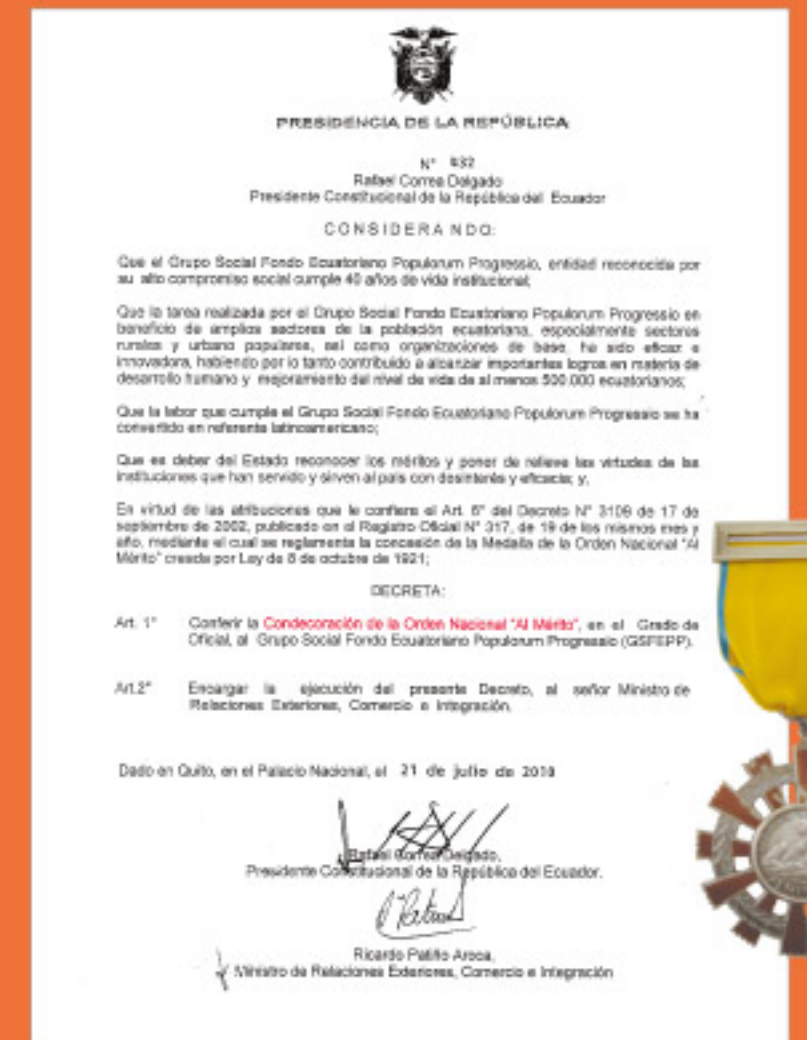 PRESIDENCIA DE LA REPÚBLICA
N° 432
Rafael Correa Delgado
Presidente Constitucional de la República del Ecuador
CONSIDERANDO:
Que el Grupo Social Fondo Ecuatoriano Populorum Progressio, entidad reconocida por
su alto compromiso social cumple 40 años de vida institucional;
Que la tarea realizada por el Grupo Social Fondo Ecuatoriano Populorum Progressio en
beneficio de amplios sectores de la población ecuatoriana, especialmente sectores
rurales y urbano populares, así como organizaciones de base, ha sido eficaz e
innovadora, habiendo por lo tanto contribuido a alcanzar importantes logros en materia de
desarrollo humano y mejoramiento del nivel de vida de al menos 500.000 ecuatorianos;
Que la labor que cumple el Grupo Social Fondo Ecuatoriano Populorum Progressio se ha
convertido en referente latinoamericano;
Que es deber del Estado reconocer los méritos y poner de relieve las virtudes de las
instituciones que han servido y sirven al país con desinterés y eficacia; y,
En virtud de las atribuciones que le confiere el Art. 6° del Decreto N° 3109 de 17 de
septiembre de 2002, publicado en el Registro Oficial N° 317, de 19 de los mismos mes y
año, mediante el cual se reglamenta la concesión de la Medalla de la Orden Nacional "Al
Mérito" creada por Ley de 8 de octubre de 1921;
DECRETA:
Art. 1° Conferir la Condecoración de la Orden Nacional "Al Mérito", en el Grado de
Oficial, al Grupo Social Fondo Ecuatoriano Populorum Progressio (GSFEPP).
Art.2° Encargar la ejecución del presente Decreto, al señor Ministro de
Relaciones Exteriores, Comercio e Integración.
Dado en Quito, en el Palacio Nacional, el 21 de julio de 2010
Rafael Correa Delgado,
Presidente Constitucional de la República del Ecuador.
Ricardo Patiño Aroca,
Ministro de Relaciones Exteriores, Comercio e Integración